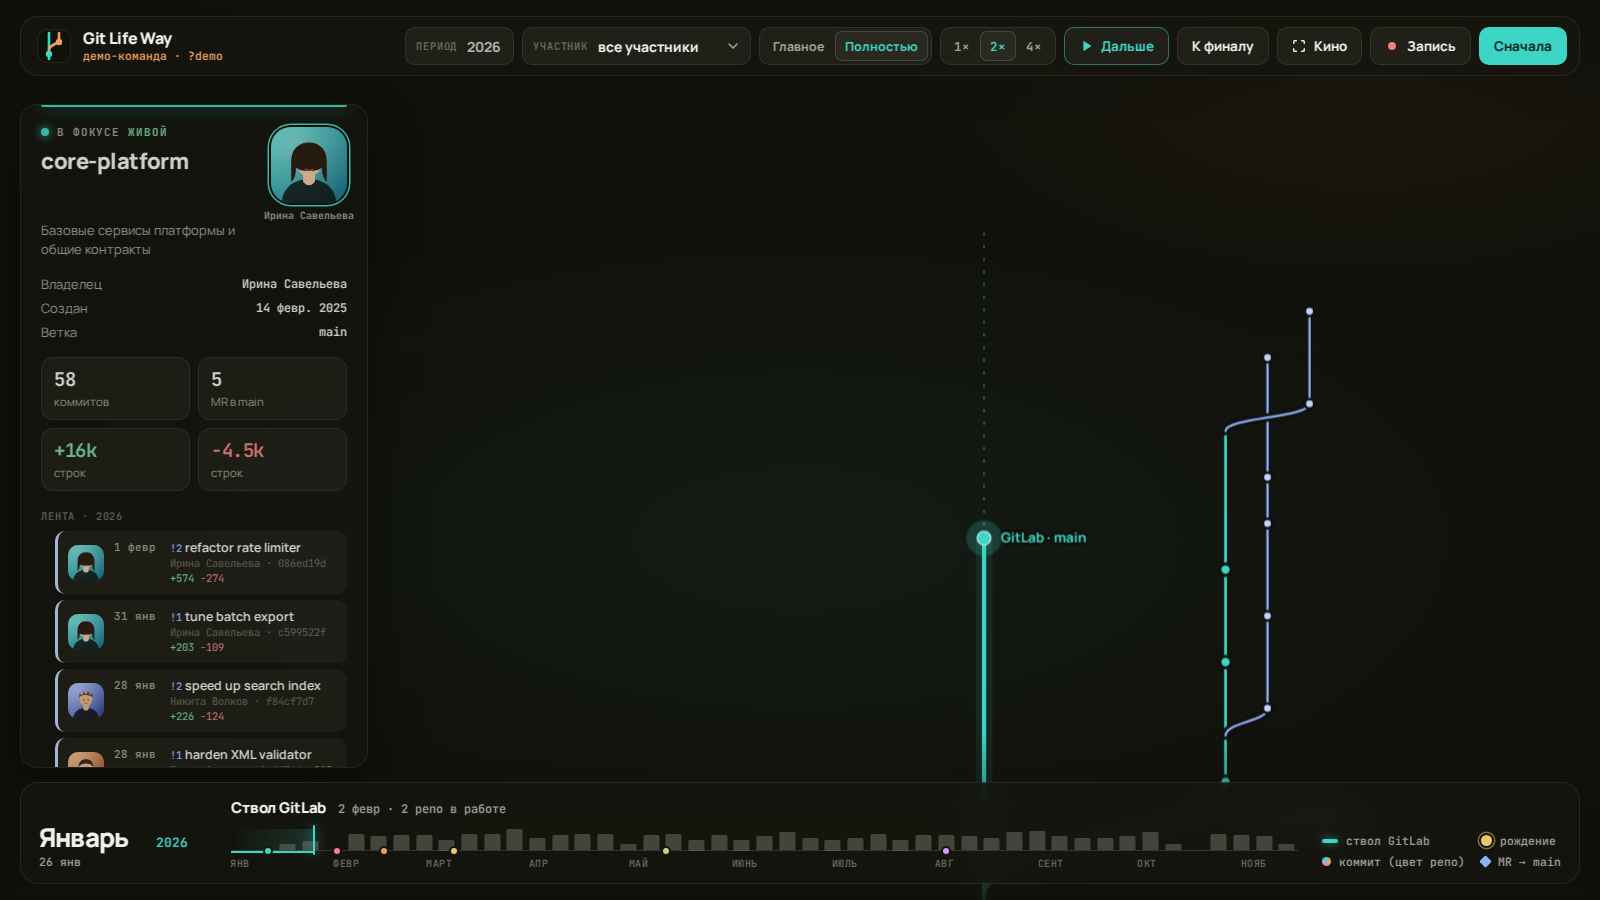 Git Life Way
демо-команда · ?demo
ПЕРИОД 2026
УЧАСТНИК все участники
Главное Полностью
1× 2× 4×
Дальше
К финалу
Кино
Запись
Сначала
В ФОКУСЕ ЖИВОЙ
core-platform
Ирина Савельева
Базовые сервисы платформы и
общие контракты
Владелец Ирина Савельева
Создан 14 февр. 2025
Ветка main
58
коммитов
5
MR в main
+16k
строк
-4.5k
строк
ЛЕНТА · 2026
1 февр !2 refactor rate limiter
Ирина Савельева · 086ed19d
+574 -274
31 янв !1 tune batch export
Ирина Савельева · c599522f
+203 -109
28 янв !2 speed up search index
Никита Волков · f84cf7d7
+226 -124
28 янв !1 harden XML validator
GitLab · main
Январь 2026
26 янв
Ствол GitLab 2 февр · 2 репо в работе
ЯНВ ФЕВР МАРТ АПР МАЙ ИЮНЬ ИЮЛЬ АВГ СЕНТ ОКТ НОЯБ
ствол GitLab
рождение
коммит (цвет репо)
MR → main